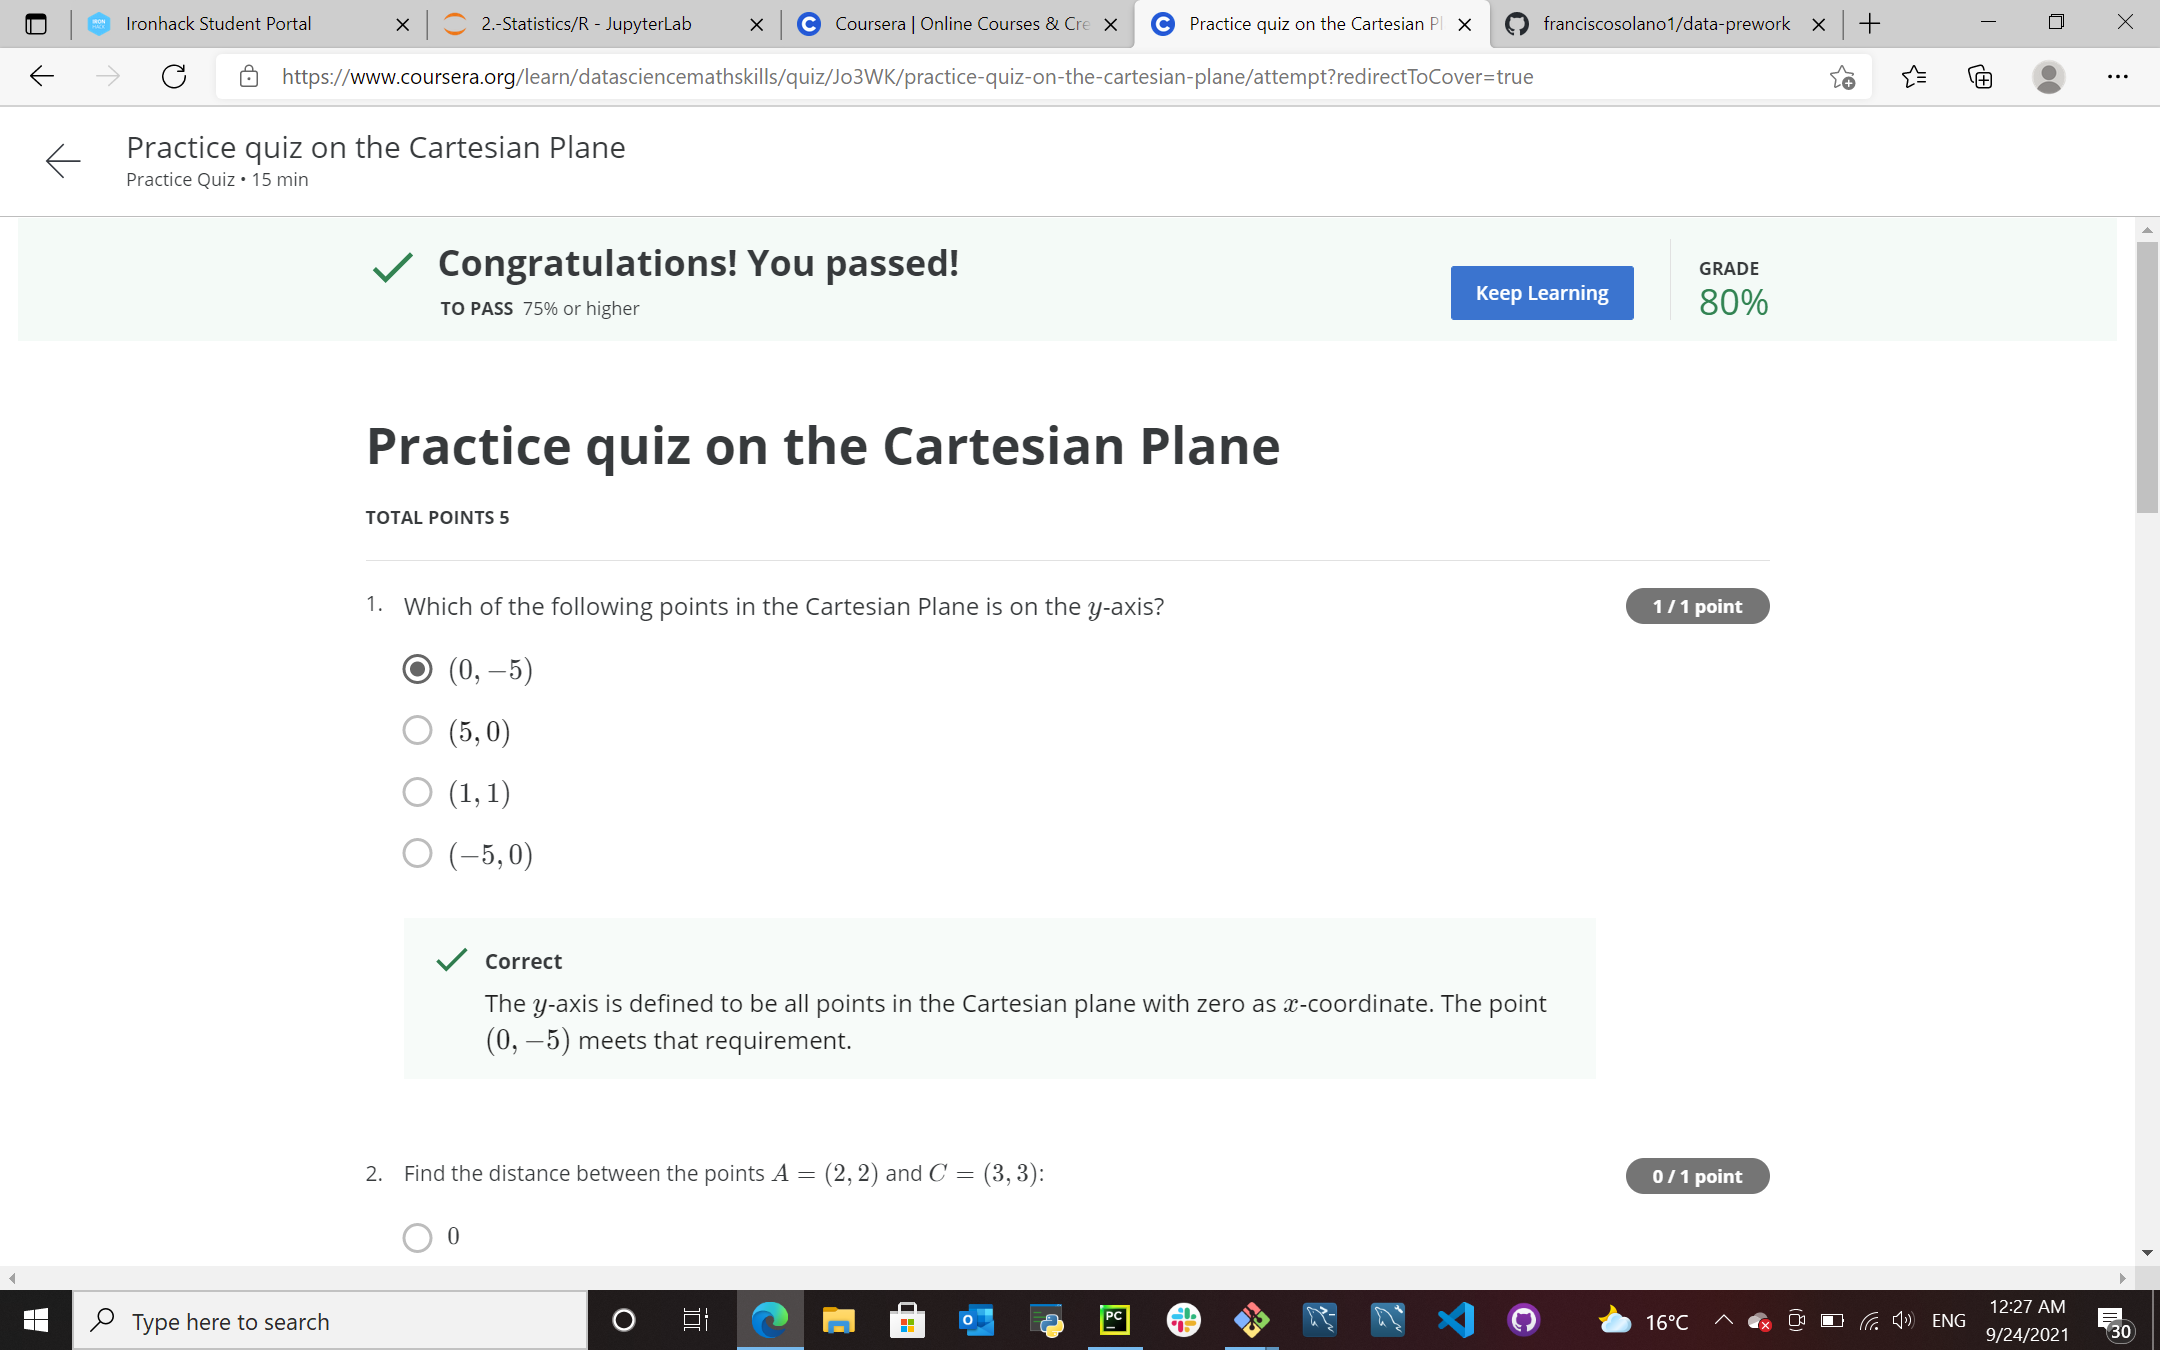 Ironhack Student Portal
2.-Statistics/R - JupyterLab
Coursera | Online Courses & Cre
Practice quiz on the Cartesian Pl
franciscosolano1/data-prework
https://www.coursera.org/learn/datasciencemathskills/quiz/Jo3WK/practice-quiz-on-the-cartesian-plane/attempt?redirectToCover=true
Practice quiz on the Cartesian Plane
Practice Quiz • 15 min
Congratulations! You passed!
TO PASS 75% or higher
Keep Learning
GRADE
80%
Practice quiz on the Cartesian Plane
TOTAL POINTS 5
1. Which of the following points in the Cartesian Plane is on the y-axis?
1 / 1 point
(0, −5)
(5, 0)
(1, 1)
(−5, 0)
Correct
The y-axis is defined to be all points in the Cartesian plane with zero as x-coordinate. The point
(0, −5) meets that requirement.
2. Find the distance between the points A = (2, 2) and C = (3, 3):
0 / 1 point
0
Type here to search
PC
16°C
ENG
12:27 AM
9/24/2021
30